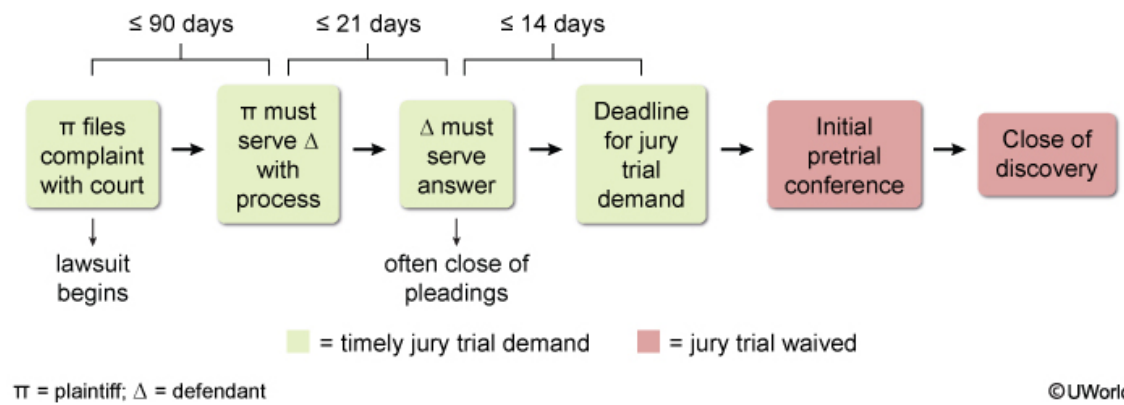 ≤ 90 days
≤ 21 days
≤ 14 days
π files
complaint
with court
π must
serve Δ
with
process
Δ must
serve
answer
Deadline
for jury
trial
demand
Initial
pretrial
conference
Close of
discovery
lawsuit
begins
often close of
pleadings
= timely jury trial demand
= jury trial waived
π = plaintiff; Δ = defendant
©UWorld